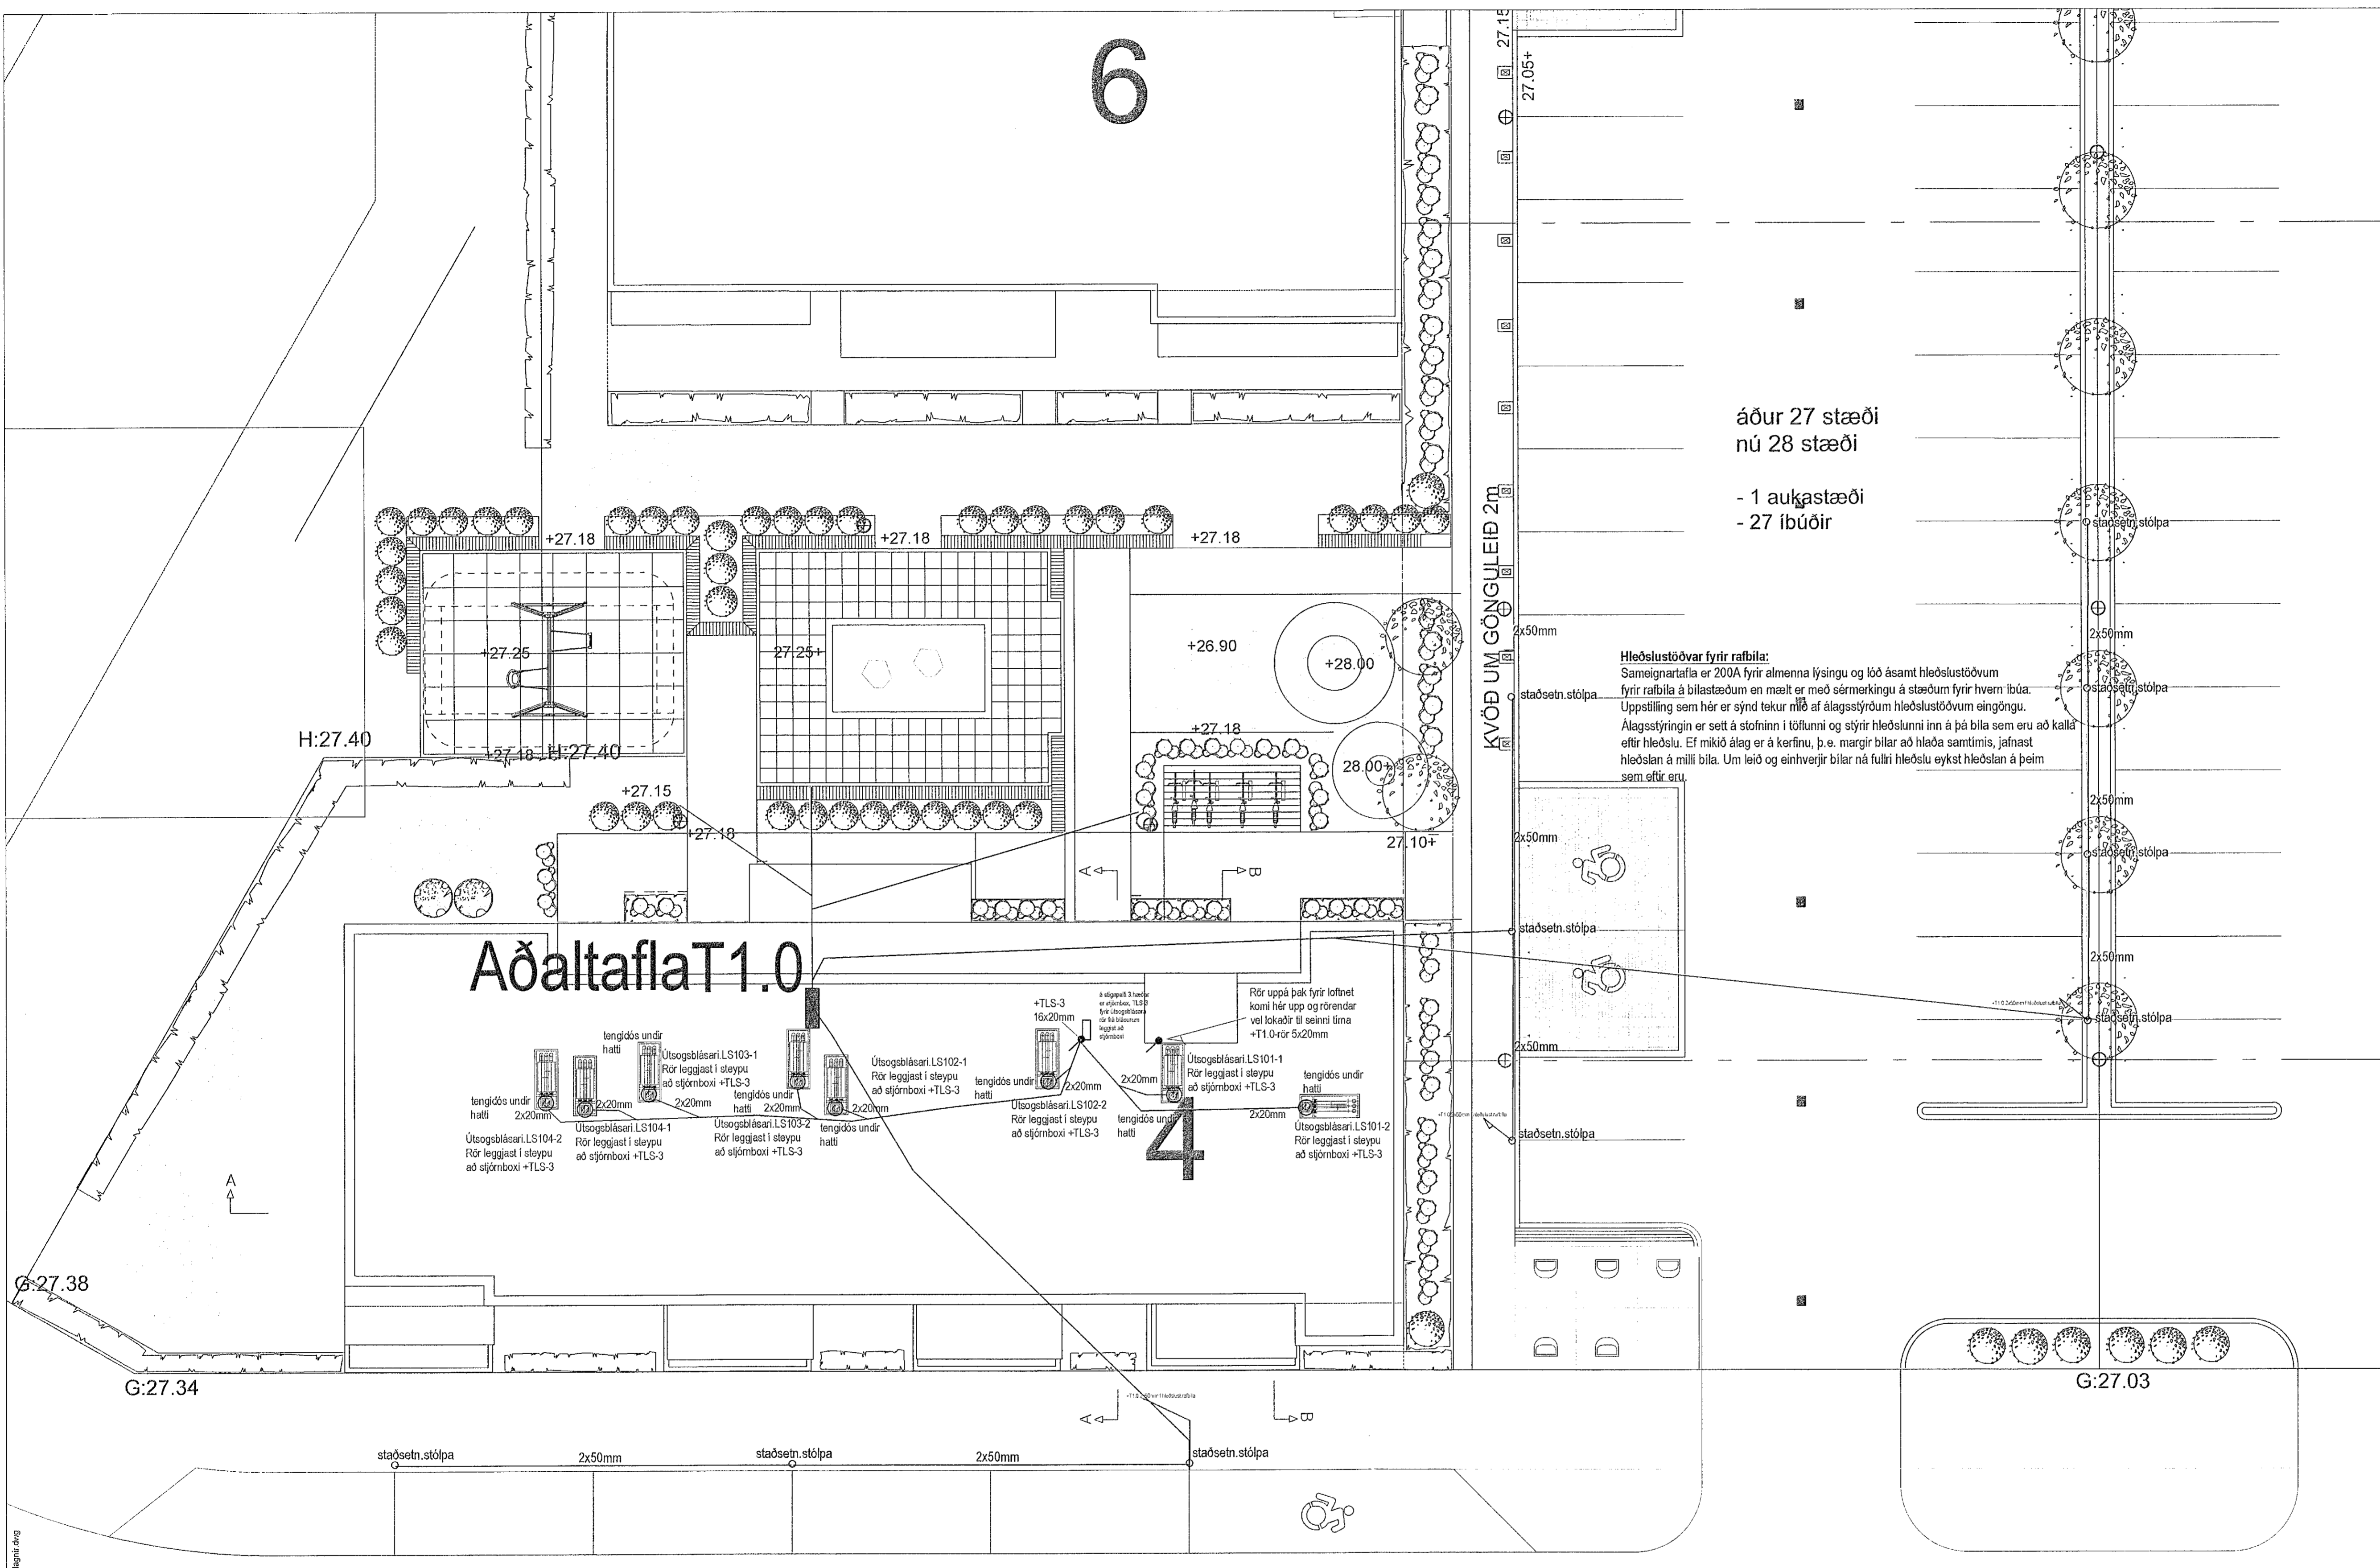 6
27.15
27.05+
áður 27 stæði
nú 28 stæði
- 1 aukastæði
- 27 íbúðir
KVÖÐ UM GÖNGULEIÐ 2m
+27.18
+27.18
+27.18
staðsetn.stólpa
+27.25
27.25+
+26.90
+28.00
2x50mm
2x50mm
Hleðslustöðvar fyrir rafbíla:
Sameignartafla er 200A fyrir almenna lýsingu og lóð ásamt hleðslustöðvum
fyrir rafbíla á bílastæðum en mælt er með sérmerkingu á stæðum fyrir hvern íbúa.
Uppstilling sem hér er sýnd tekur mið af álagsstýrðum hleðslustöðvum eingöngu.
Álagsstýringin er sett á stofninn í töflunni og stýrir hleðslunni inn á þá bíla sem eru að kalla
eftir hleðslu. Ef mikið álag er á kerfinu, þ.e. margir bílar að hlaða samtímis, jafnast
hleðslan á milli bíla. Um leið og einhverjir bílar ná fullri hleðslu eykst hleðslan á þeim
sem eftir eru.
staðsetn.stólpa
staðsetn.stólpa
H:27.40
+27.18
H:27.40
+27.18
28.00+
+27.15
+27.18
27.10+
2x50mm
2x50mm
staðsetn.stólpa
A
B
staðsetn.stólpa
2x50mm
AðaltaflaT1.0
staðsetn.stólpa
+TLS-3
16x20mm
Rör uppá þak fyrir loftnet
komi hér upp og rörendar
vel lokaðir til seinni tíma
+T1.0-rör 5x20mm
2x50mm
tengidós undir
hatti
Útsogsblásari.LS103-1
Rör leggjast í steypu
að stjórnboxi +TLS-3
Útsogsblásari.LS102-1
Rör leggjast í steypu
að stjórnboxi +TLS-3
Útsogsblásari.LS101-1
Rör leggjast í steypu
að stjórnboxi +TLS-3
tengidós undir
hatti
tengidós undir
hatti
2x20mm
2x20mm
tengidós undir
hatti
2x20mm
2x20mm
tengidós undir
hatti
2x20mm
2x20mm
2x20mm
2x20mm
tengidós undir
hatti
tengidós undir
hatti
Útsogsblásari.LS104-2
Rör leggjast í steypu
að stjórnboxi +TLS-3
Útsogsblásari.LS104-1
Rör leggjast í steypu
að stjórnboxi +TLS-3
Útsogsblásari.LS103-2
Rör leggjast í steypu
að stjórnboxi +TLS-3
Útsogsblásari.LS102-2
Rör leggjast í steypu
að stjórnboxi +TLS-3
Útsogsblásari.LS101-2
Rör leggjast í steypu
að stjórnboxi +TLS-3
4
staðsetn.stólpa
A
G:27.38
G:27.34
G:27.03
A
B
staðsetn.stólpa
2x50mm
staðsetn.stólpa
2x50mm
staðsetn.stólpa
lagnir.dwg